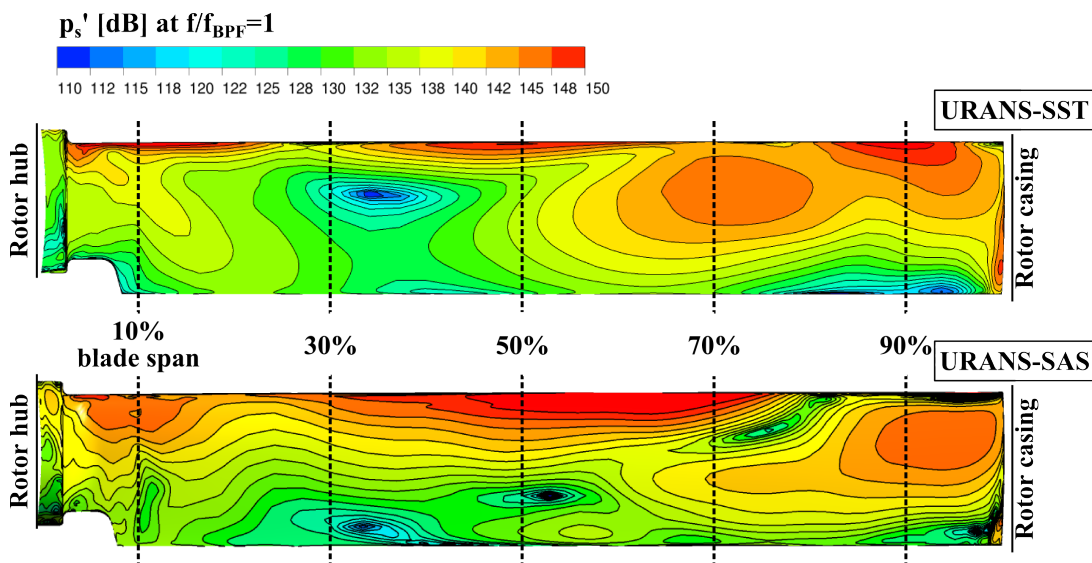 pₛ' [dB] at f/f_BPF=1
110 112 115 118 120 122 125 128 130 132 135 138 140 142 145 148 150
URANS-SST
Rotor hub
Rotor casing
10%
blade span
30%
50%
70%
90%
URANS-SAS
Rotor hub
Rotor casing